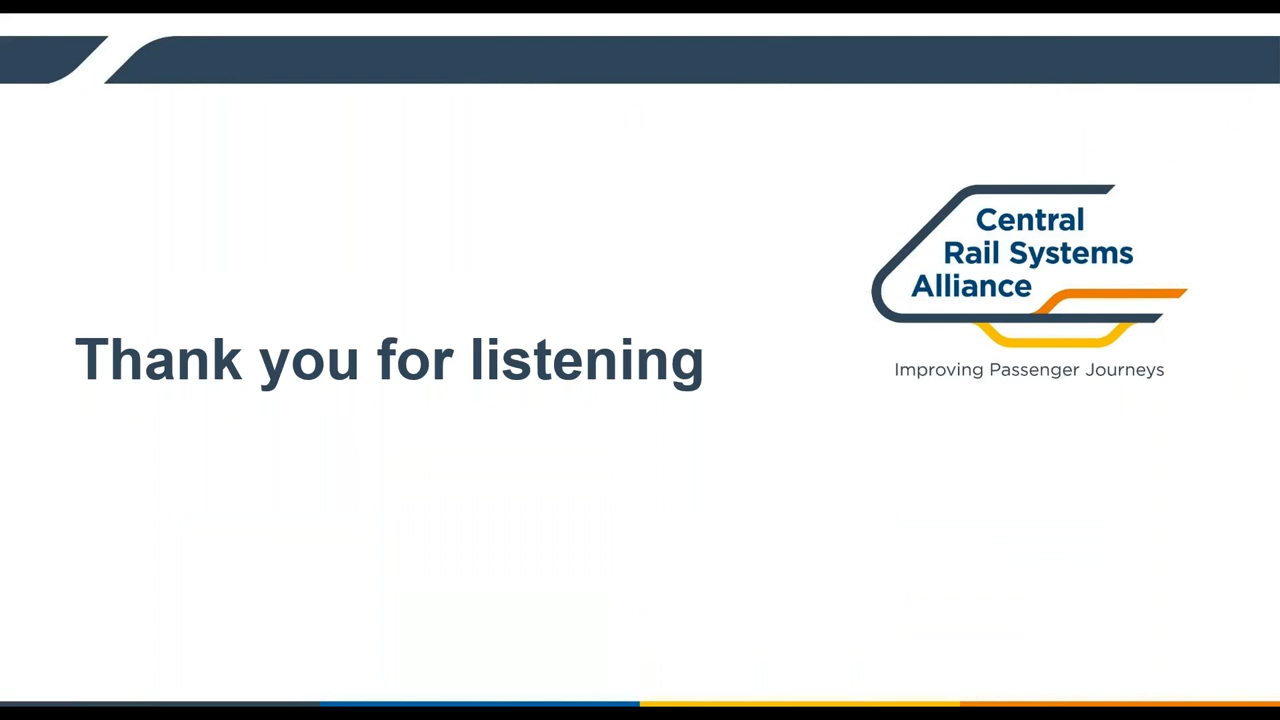 Central
Rail Systems
Alliance
Thank you for listening
Improving Passenger Journeys